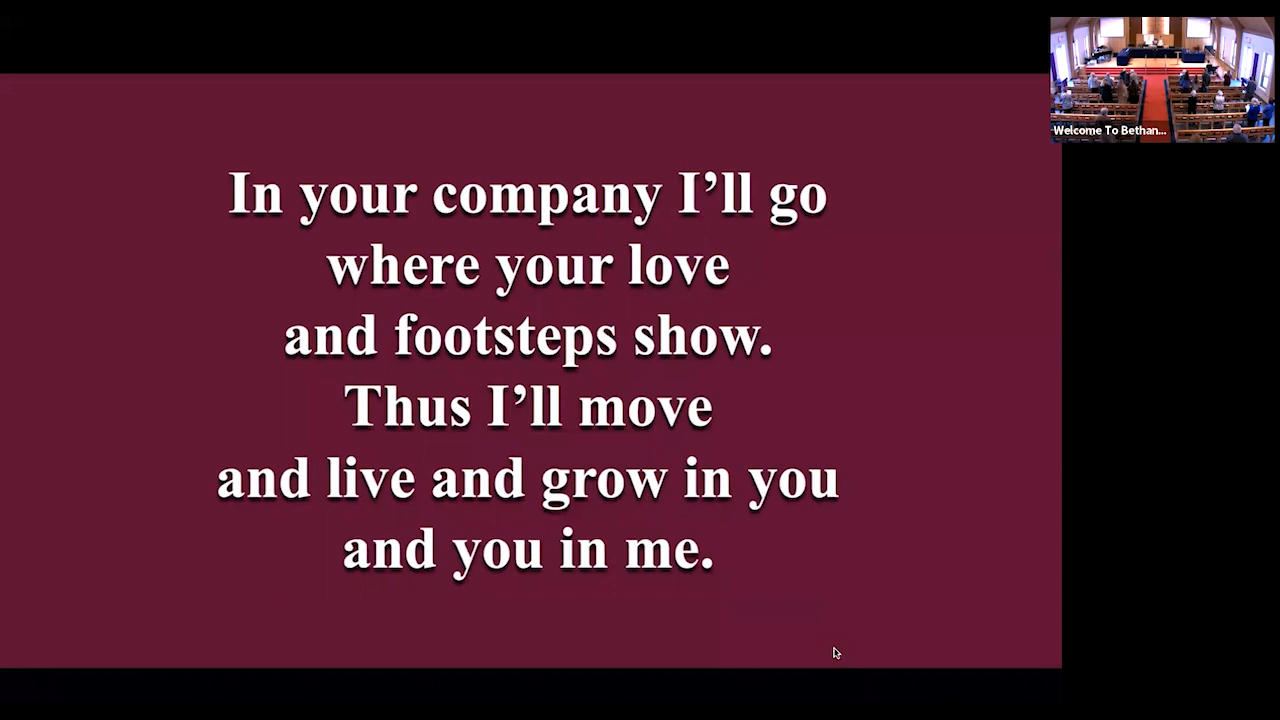 In your company I’ll go
where your love
and footsteps show.
Thus I’ll move
and live and grow in you
and you in me.
Welcome To Bethan...